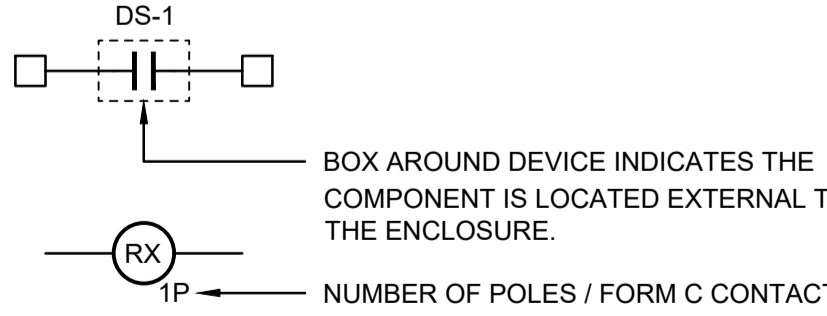 DS-1
BOX AROUND DEVICE INDICATES THE
COMPONENT IS LOCATED EXTERNAL T
THE ENCLOSURE.
RX
1P
NUMBER OF POLES / FORM C CONTACT